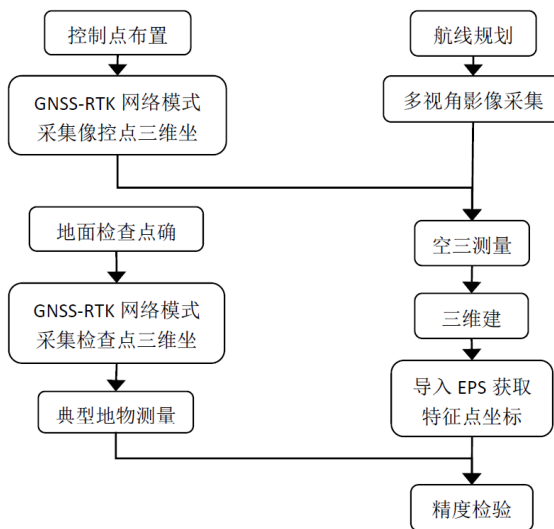 控制点布置
航线规划
GNSS-RTK 网络模式
采集像控点三维坐
多视角影像采集
地面检查点确
空三测量
GNSS-RTK 网络模式
采集检查点三维坐
三维建
导入 EPS 获取
特征点坐标
典型地物测量
精度检验